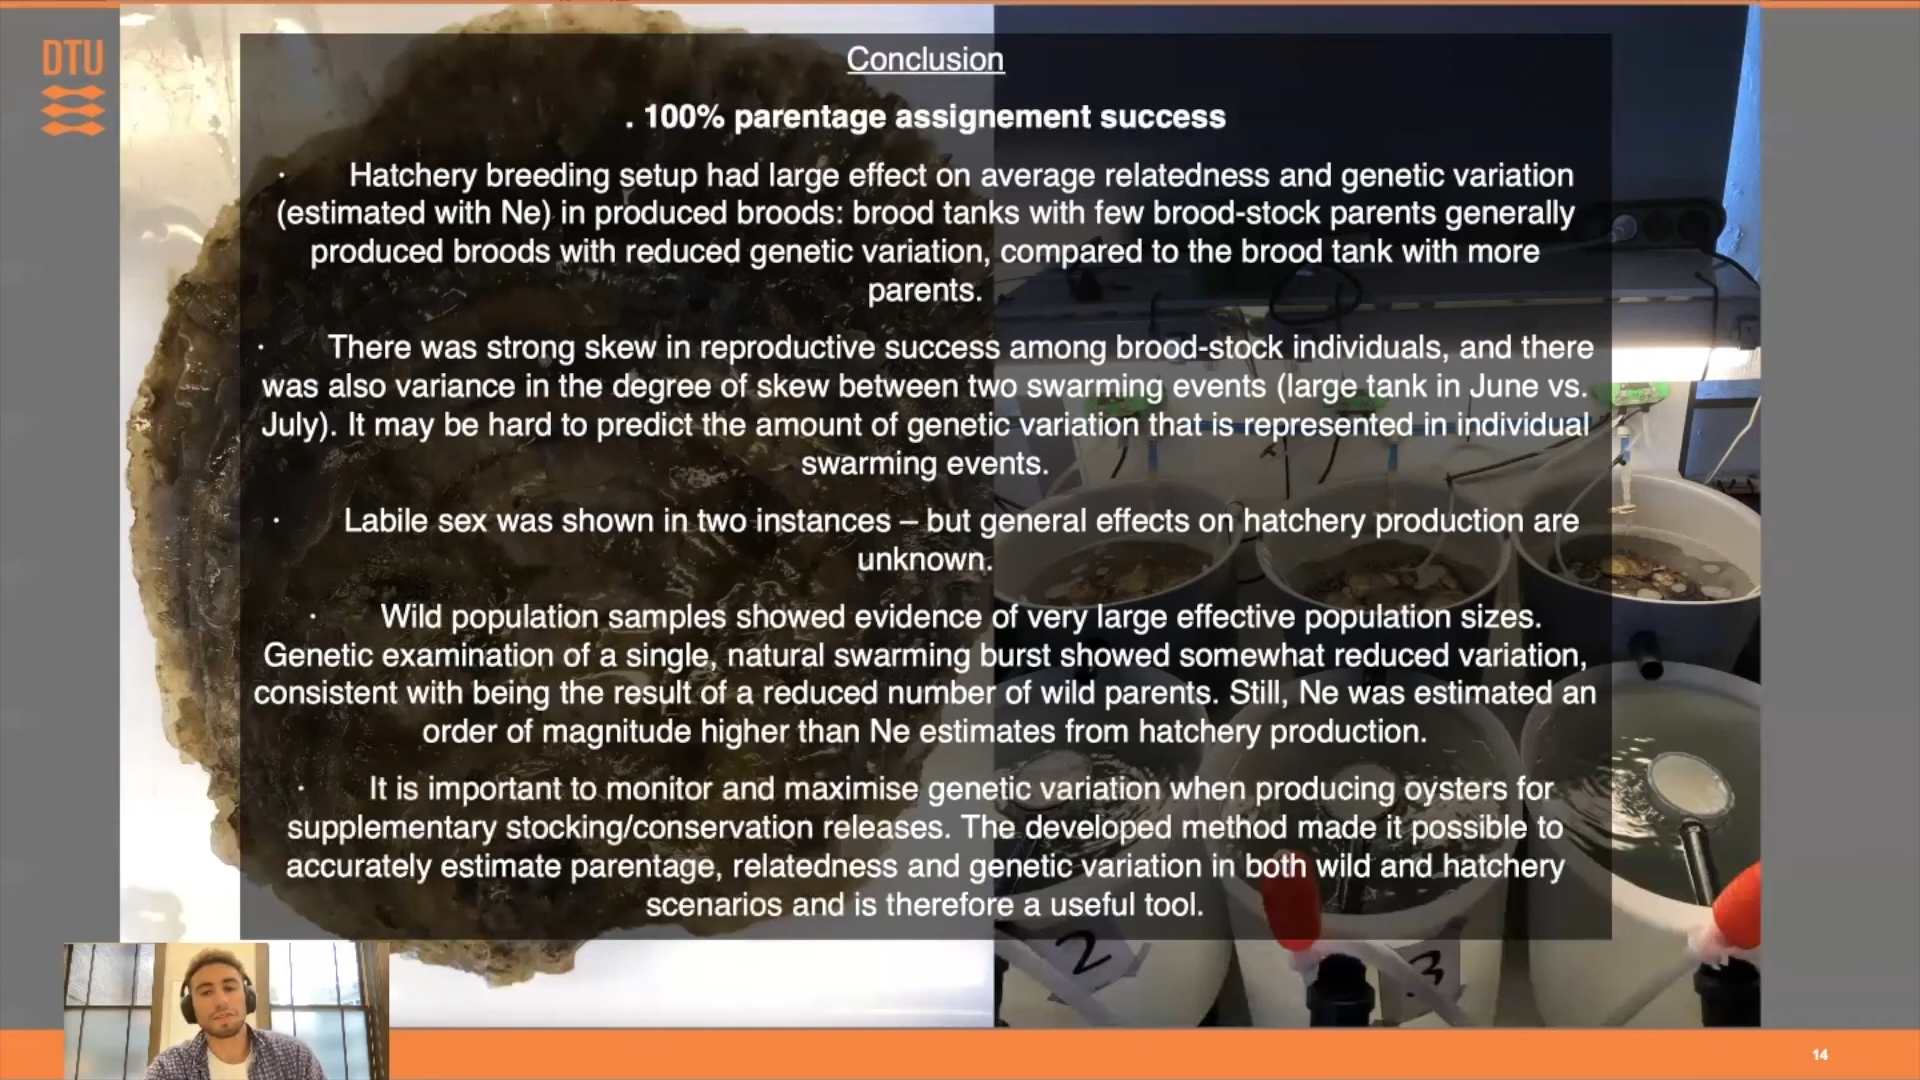 DTU
Conclusion
. 100% parentage assignement success
· Hatchery breeding setup had large effect on average relatedness and genetic variation
(estimated with Ne) in produced broods: brood tanks with few brood-stock parents generally
produced broods with reduced genetic variation, compared to the brood tank with more
parents.
· There was strong skew in reproductive success among brood-stock individuals, and there
was also variance in the degree of skew between two swarming events (large tank in June vs.
July). It may be hard to predict the amount of genetic variation that is represented in individual
swarming events.
· Labile sex was shown in two instances – but general effects on hatchery production are
unknown.
· Wild population samples showed evidence of very large effective population sizes.
Genetic examination of a single, natural swarming burst showed somewhat reduced variation,
consistent with being the result of a reduced number of wild parents. Still, Ne was estimated an
order of magnitude higher than Ne estimates from hatchery production.
· It is important to monitor and maximise genetic variation when producing oysters for
supplementary stocking/conservation releases. The developed method made it possible to
accurately estimate parentage, relatedness and genetic variation in both wild and hatchery
scenarios and is therefore a useful tool.
2
3
14